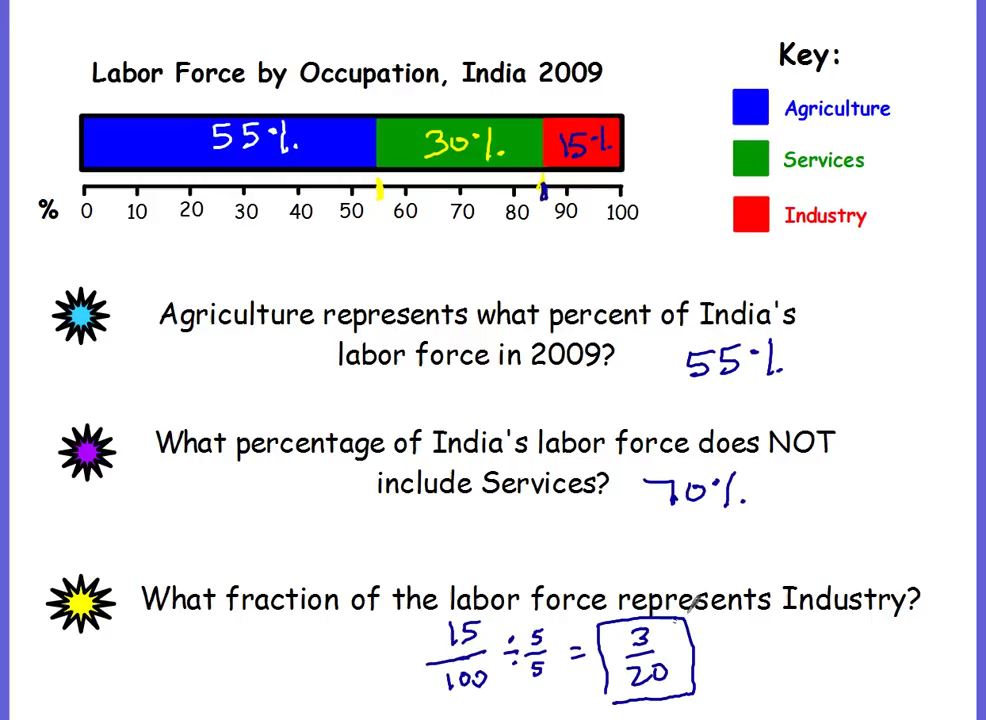 Key:
Labor Force by Occupation, India 2009
Agriculture
55%. 30%. 15%.
Services
% 0 10 20 30 40 50 60 70 80 90 100
Industry
Agriculture represents what percent of India's
labor force in 2009? 55%.
What percentage of India's labor force does NOT
include Services? 70%.
What fraction of the labor force represents Industry?
15/100 ÷ 5/5 = 3/20